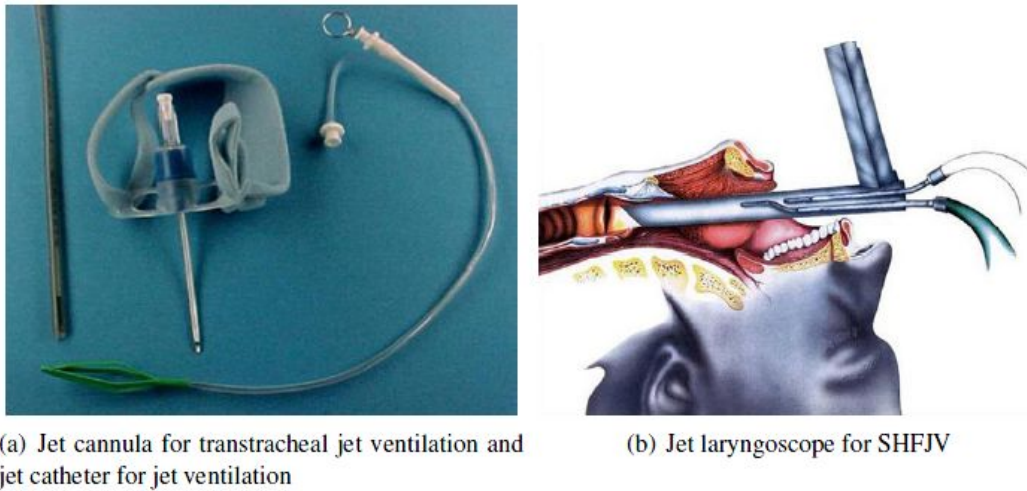 (a) Jet cannula for transtracheal jet ventilation and
jet catheter for jet ventilation
(b) Jet laryngoscope for SHFJV